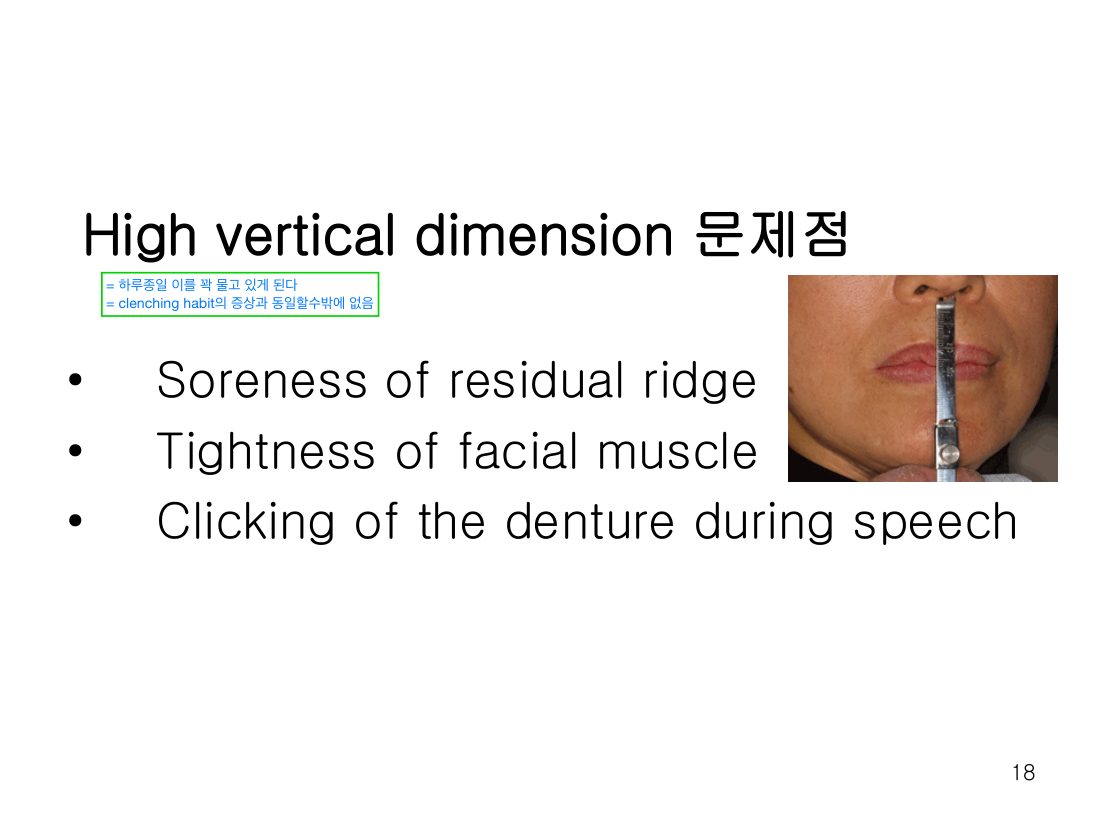 High vertical dimension 문제점
= 하루종일 이를 꽉 물고 있게 된다
= clenching habit의 증상과 동일할수밖에 없음
• Soreness of residual ridge
• Tightness of facial muscle
• Clicking of the denture during speech
18